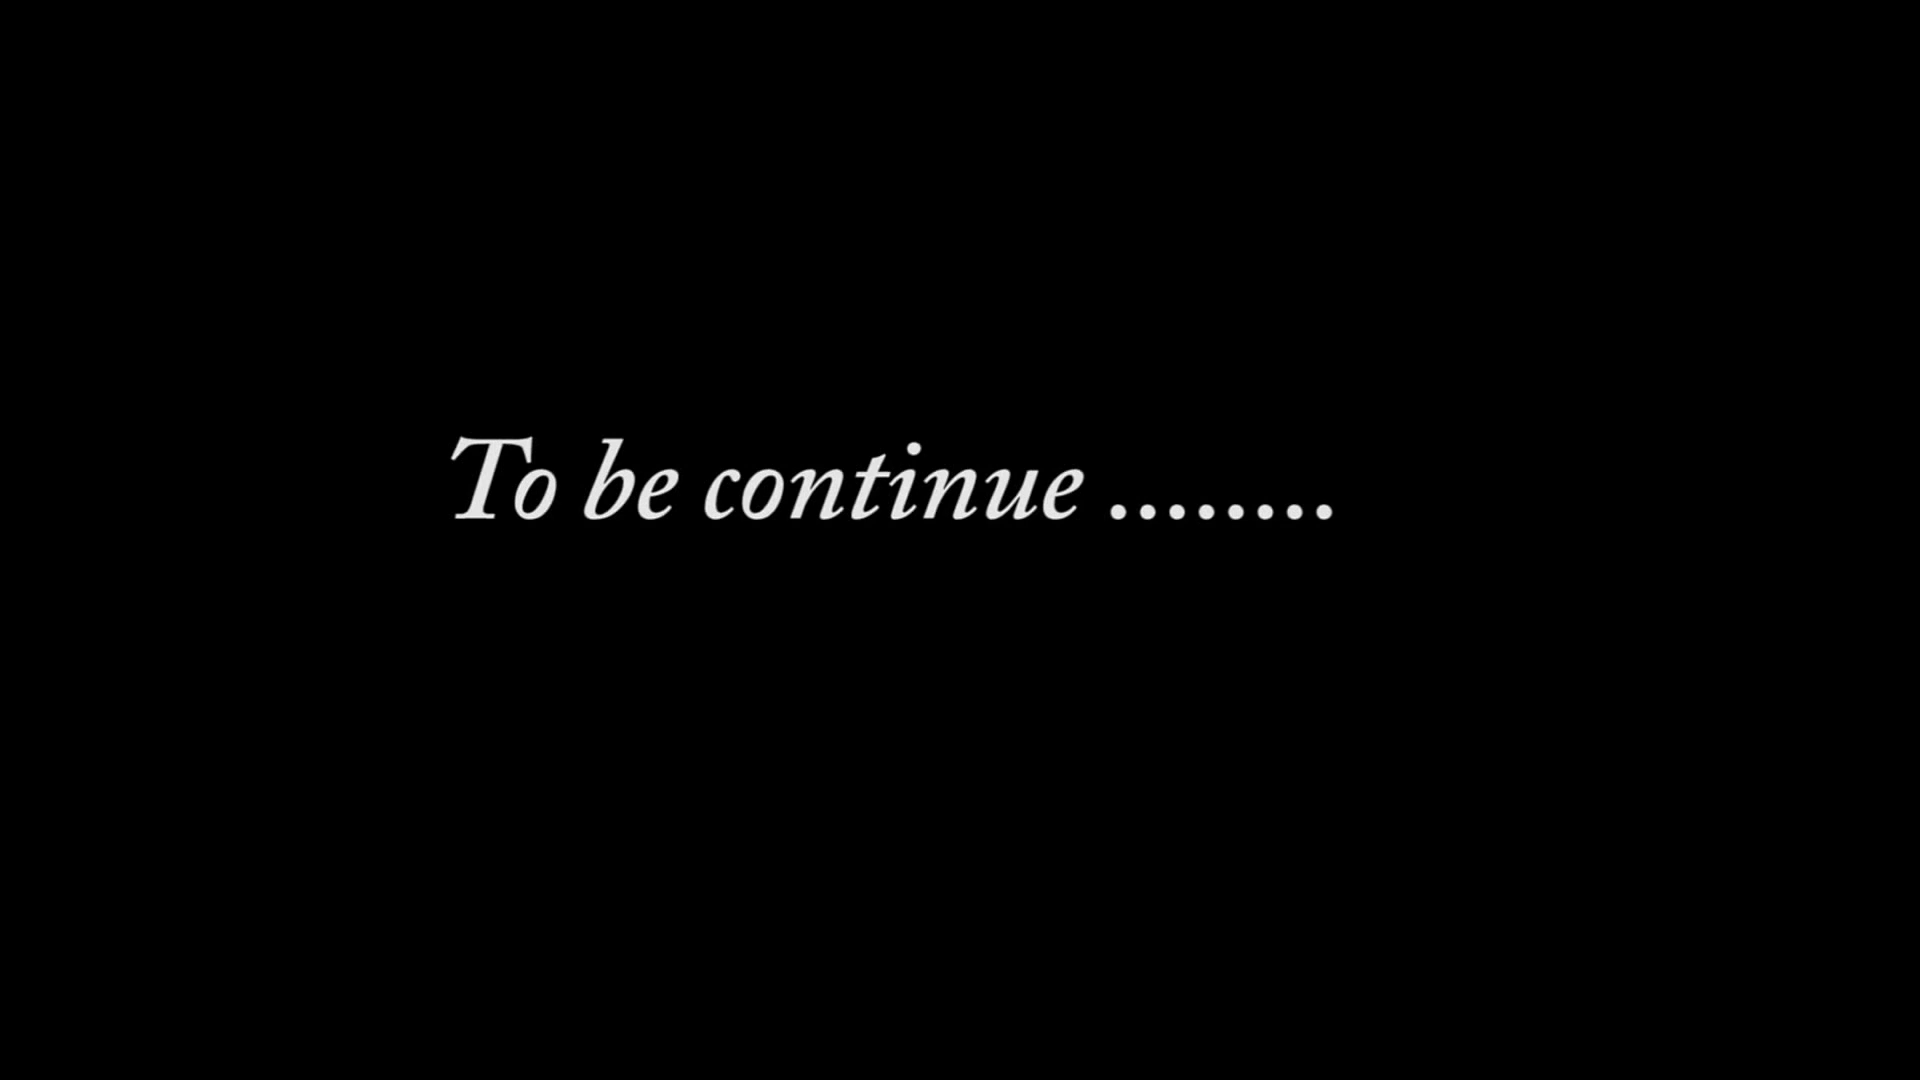 To be continue ........